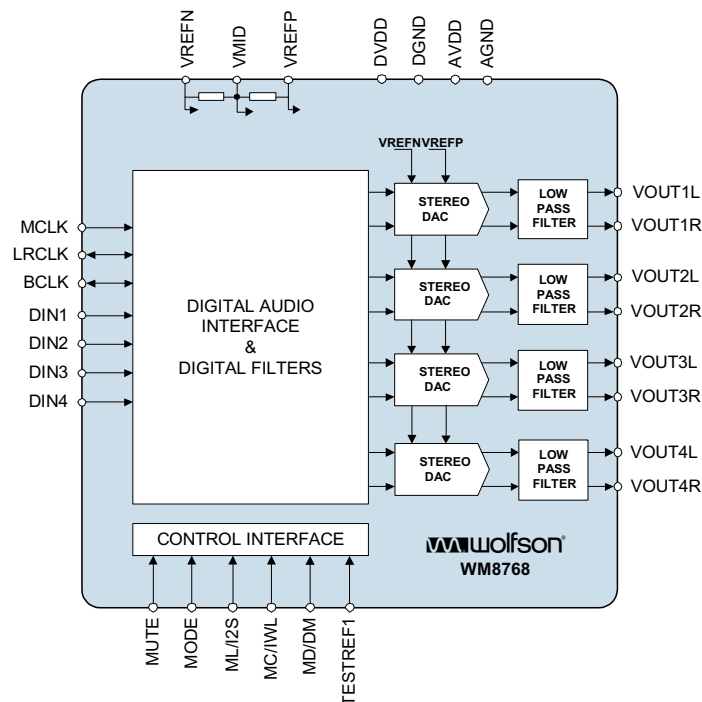 VREFN
VMID
VREFP
DVDD
DGND
AVDD
AGND
VREFNVREFP
MCLK
LRCLK
BCLK
DIN1
DIN2
DIN3
DIN4
DIGITAL AUDIO
INTERFACE
&
DIGITAL FILTERS
STEREO
DAC
LOW
PASS
FILTER
VOUT1L
VOUT1R
STEREO
DAC
LOW
PASS
FILTER
VOUT2L
VOUT2R
STEREO
DAC
LOW
PASS
FILTER
VOUT3L
VOUT3R
STEREO
DAC
LOW
PASS
FILTER
VOUT4L
VOUT4R
CONTROL INTERFACE
wolfson®
WM8768
MUTE
MODE
ML/I2S
MC/IWL
MD/DM
TESTREF1